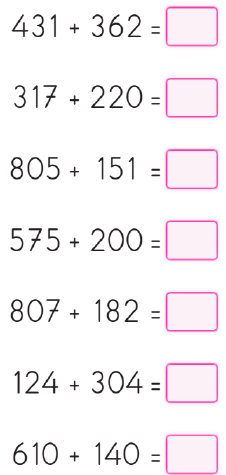 431 + 362 =
317 + 220 =
805 + 151 =
575 + 200 =
807 + 182 =
124 + 304 =
610 + 140 =